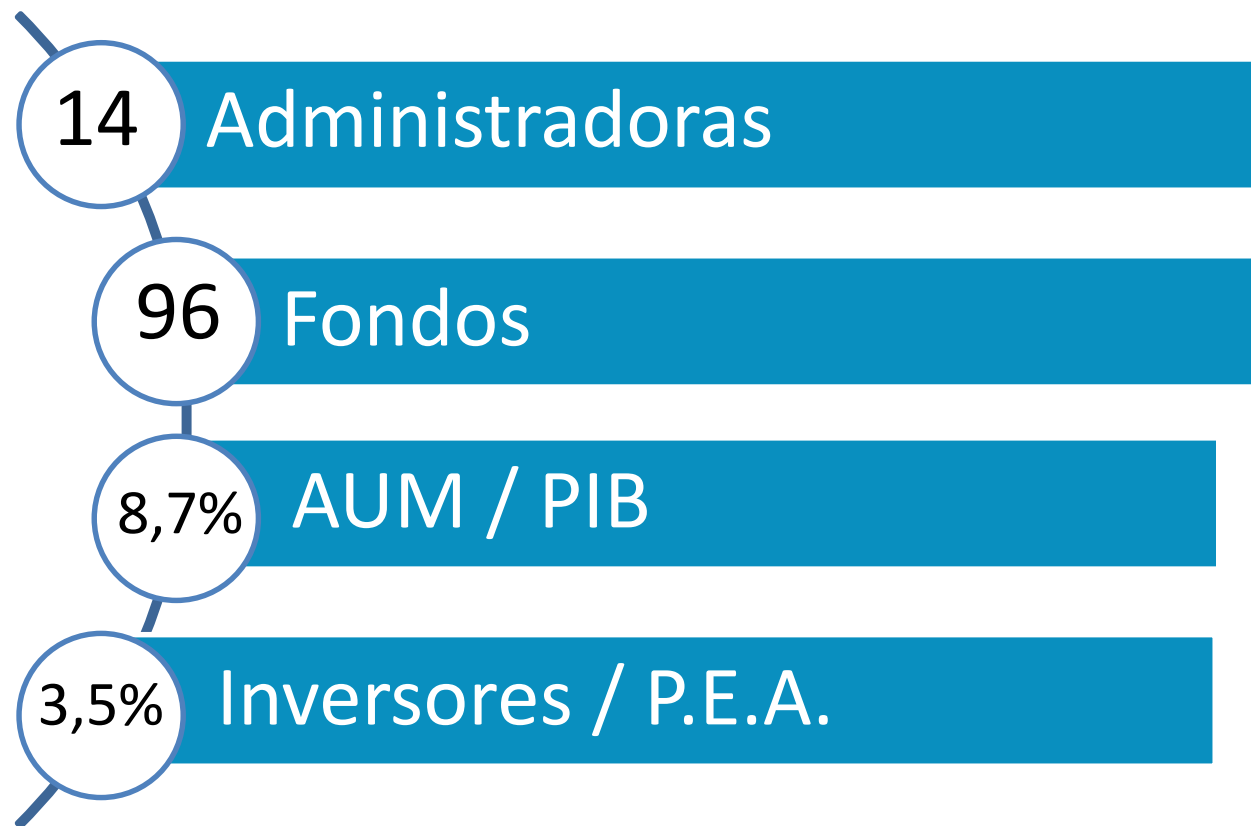 14 Administradoras
96 Fondos
8,7% AUM / PIB
3,5% Inversores / P.E.A.